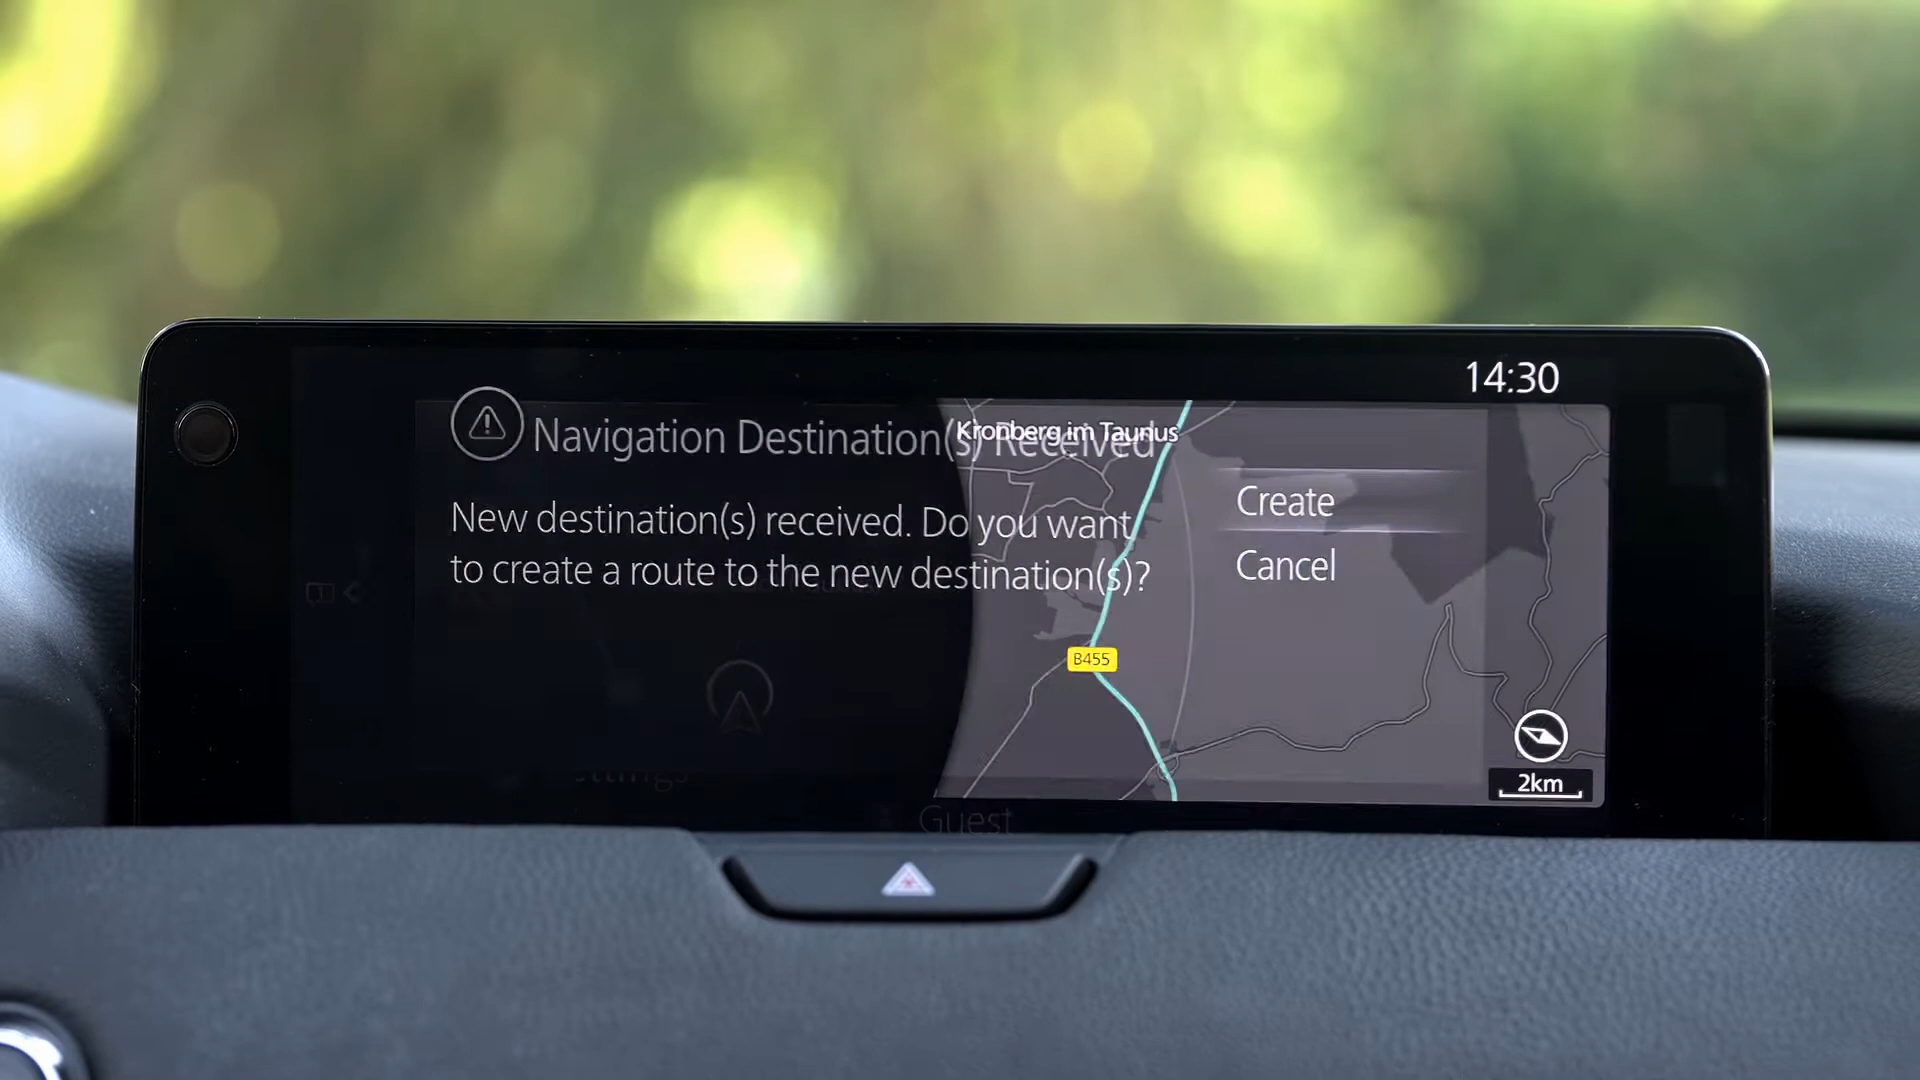 14:30
Navigation Destination(s) Received
Kronberg im Taunus
New destination(s) received. Do you want
to create a route to the new destination(s)?
Create
Cancel
B455
2km
Guest